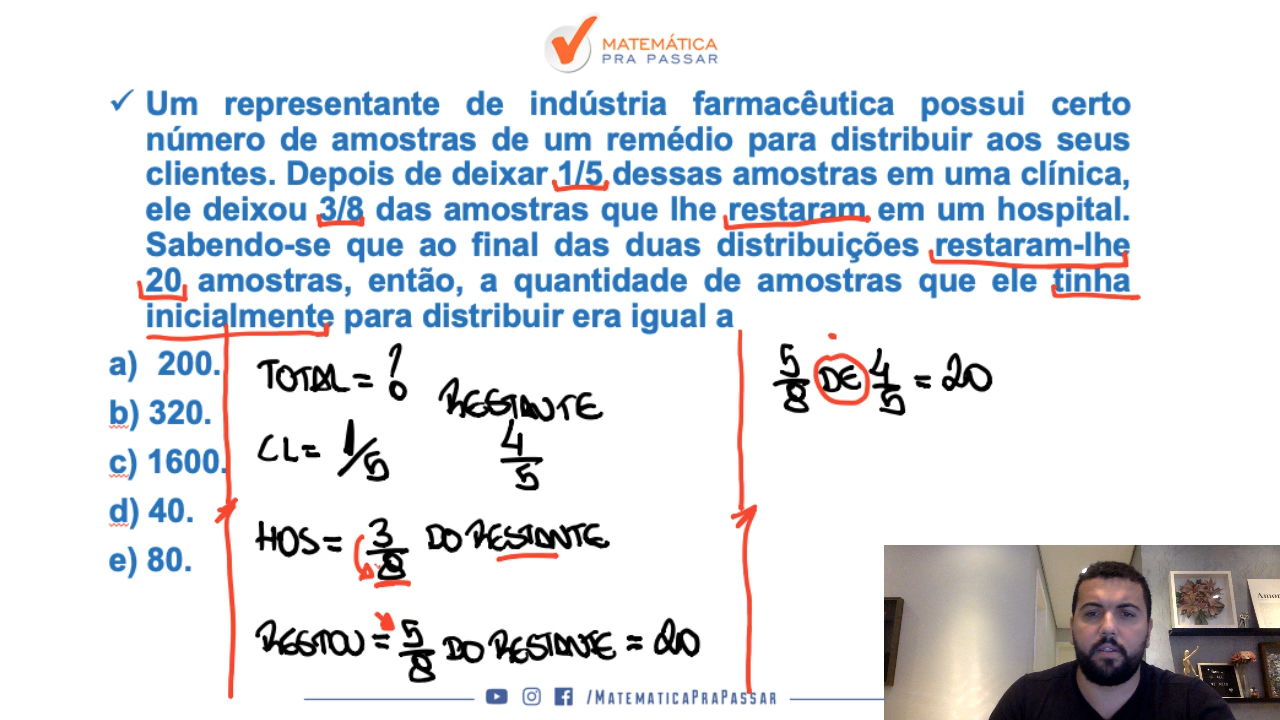 MATEMÁTICA
PRA PASSAR
✓ Um representante de indústria farmacêutica possui certo
número de amostras de um remédio para distribuir aos seus
clientes. Depois de deixar 1/5 dessas amostras em uma clínica,
ele deixou 3/8 das amostras que lhe restaram em um hospital.
Sabendo-se que ao final das duas distribuições restaram-lhe
20 amostras, então, a quantidade de amostras que ele tinha
inicialmente para distribuir era igual a
a) 200.
b) 320.
c) 1600.
d) 40.
e) 80.
TOTAL = ?
RESTANTE
CL = 1/5
4/5
HOS = 3/8 DO RESTANTE
RESTOU = 5/8 DO RESTANTE = 20
5/8 DE 4/5 = 20
/MATEMATICAPRAPASSAR
Amor